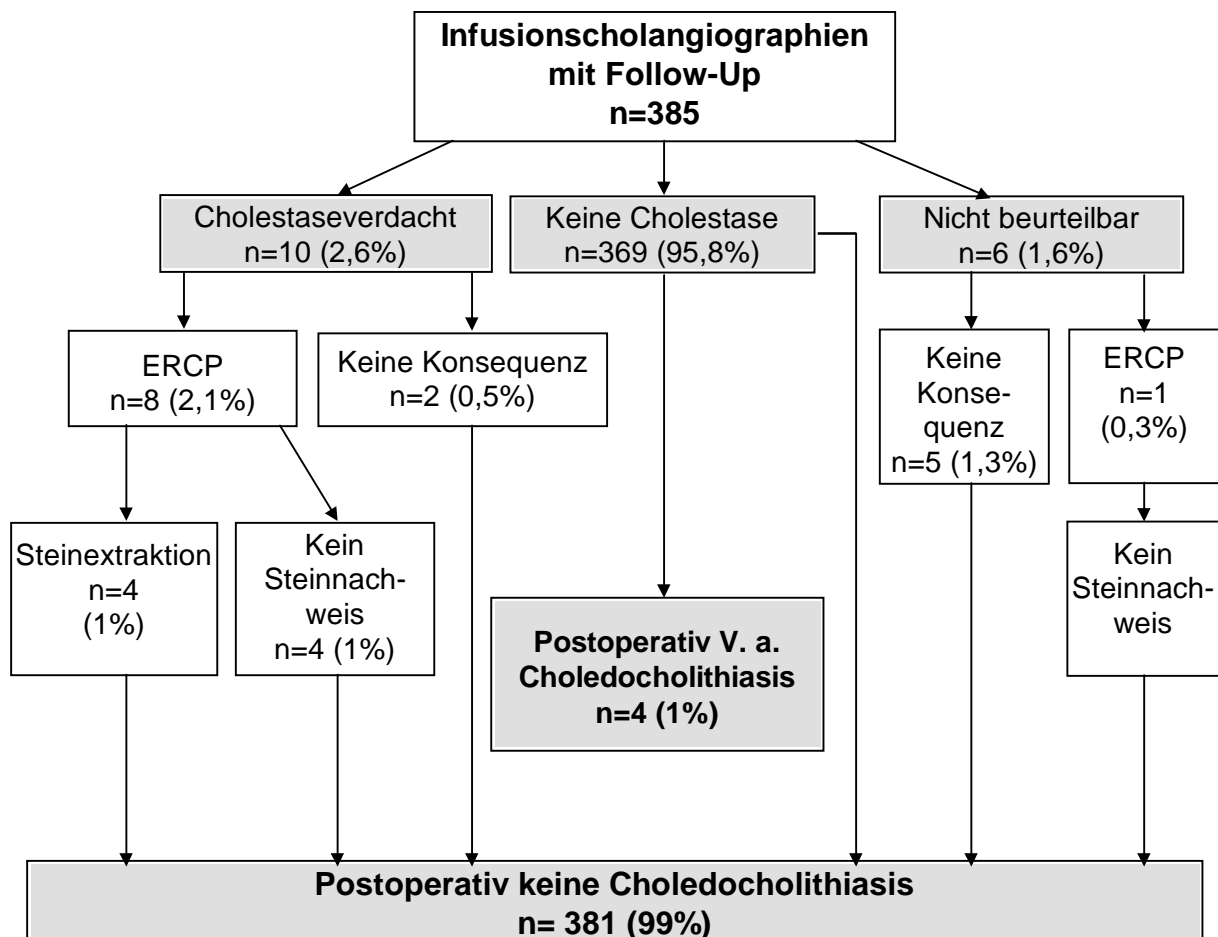 Infusionscholangiographien
mit Follow-Up
n=385
Cholestaseverdacht
n=10 (2,6%)
Keine Cholestase
n=369 (95,8%)
Nicht beurteilbar
n=6 (1,6%)
ERCP
n=8 (2,1%)
Keine Konsequenz
n=2 (0,5%)
Keine
Konse-
quenz
n=5 (1,3%)
ERCP
n=1
(0,3%)
Steinextraktion
n=4
(1%)
Kein
Steinnach-
weis
n=4 (1%)
Postoperativ V. a.
Choledocholithiasis
n=4 (1%)
Kein
Steinnach-
weis
Postoperativ keine Choledocholithiasis
n= 381 (99%)